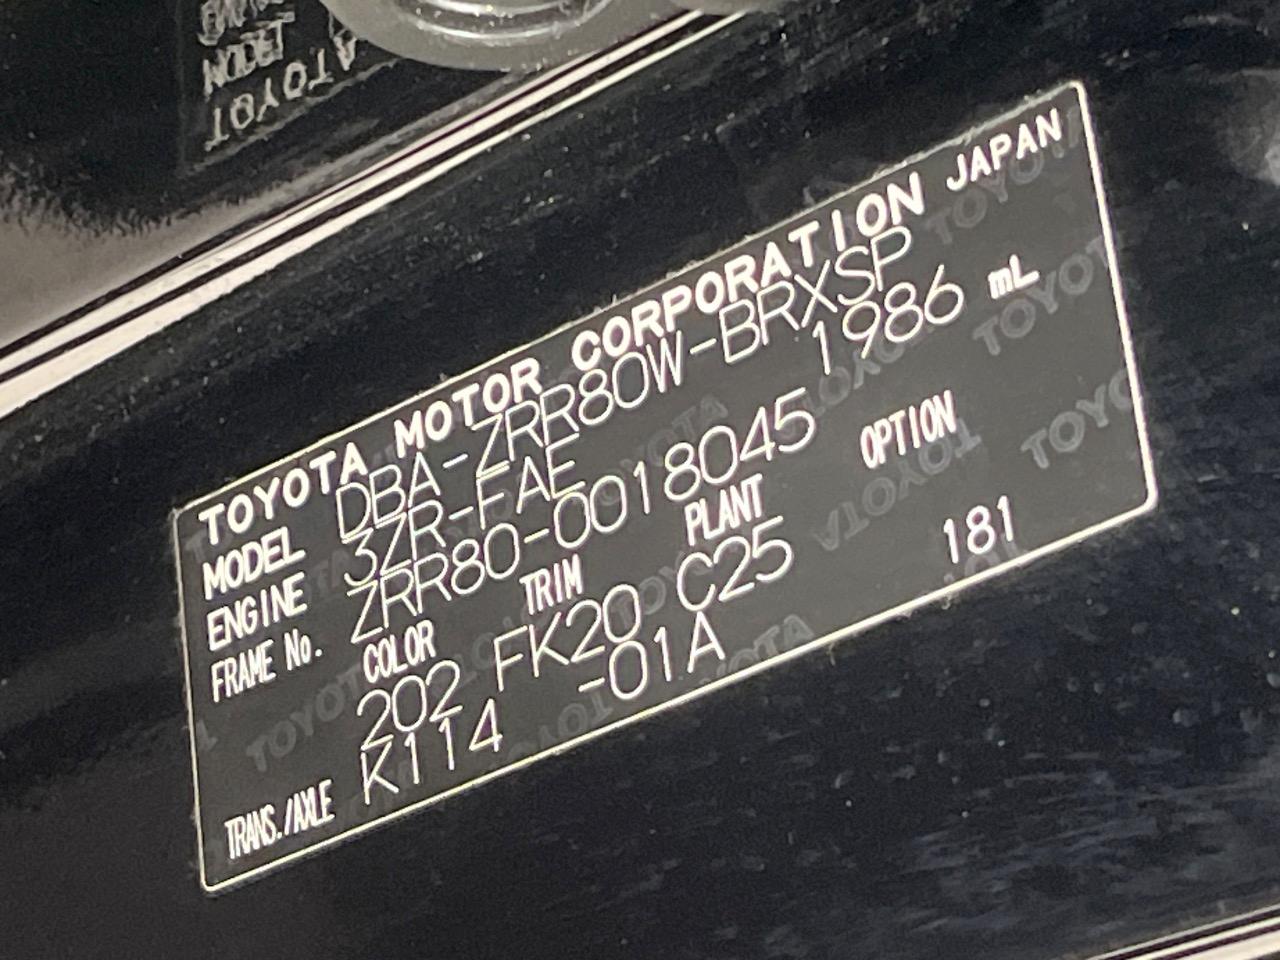 TOYOTA MOTOR CORPORATION JAPAN
MODEL DBA-ZRR80W-BRXSP
ENGINE 3ZR-FAE 1986 mL
FRAME No. ZRR80-0018045
COLOR TRIM PLANT OPTION
202 FK20 C25 181
TRANS./AXLE K114 -01A